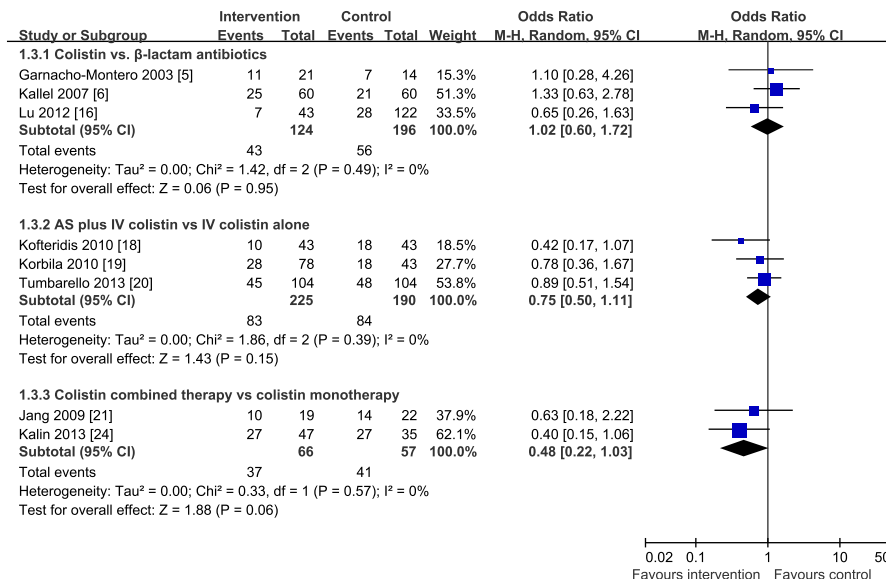 Intervention Control Odds Ratio Odds Ratio
Study or Subgroup Events Total Events Total Weight M-H, Random, 95% CI M-H, Random, 95% CI
1.3.1 Colistin vs. β-lactam antibiotics
Garnacho-Montero 2003 [5] 11 21 7 14 15.3% 1.10 [0.28, 4.26]
Kallel 2007 [6] 25 60 21 60 51.3% 1.33 [0.63, 2.78]
Lu 2012 [16] 7 43 28 122 33.5% 0.65 [0.26, 1.63]
Subtotal (95% CI) 124 196 100.0% 1.02 [0.60, 1.72]
Total events 43 56
Heterogeneity: Tau² = 0.00; Chi² = 1.42, df = 2 (P = 0.49); I² = 0%
Test for overall effect: Z = 0.06 (P = 0.95)
1.3.2 AS plus IV colistin vs IV colistin alone
Kofteridis 2010 [18] 10 43 18 43 18.5% 0.42 [0.17, 1.07]
Korbila 2010 [19] 28 78 18 43 27.7% 0.78 [0.36, 1.67]
Tumbarello 2013 [20] 45 104 48 104 53.8% 0.89 [0.51, 1.54]
Subtotal (95% CI) 225 190 100.0% 0.75 [0.50, 1.11]
Total events 83 84
Heterogeneity: Tau² = 0.00; Chi² = 1.86, df = 2 (P = 0.39); I² = 0%
Test for overall effect: Z = 1.43 (P = 0.15)
1.3.3 Colistin combined therapy vs colistin monotherapy
Jang 2009 [21] 10 19 14 22 37.9% 0.63 [0.18, 2.22]
Kalin 2013 [24] 27 47 27 35 62.1% 0.40 [0.15, 1.06]
Subtotal (95% CI) 66 57 100.0% 0.48 [0.22, 1.03]
Total events 37 41
Heterogeneity: Tau² = 0.00; Chi² = 0.33, df = 1 (P = 0.57); I² = 0%
Test for overall effect: Z = 1.88 (P = 0.06)
0.02 0.1 1 10 50
Favours intervention Favours control